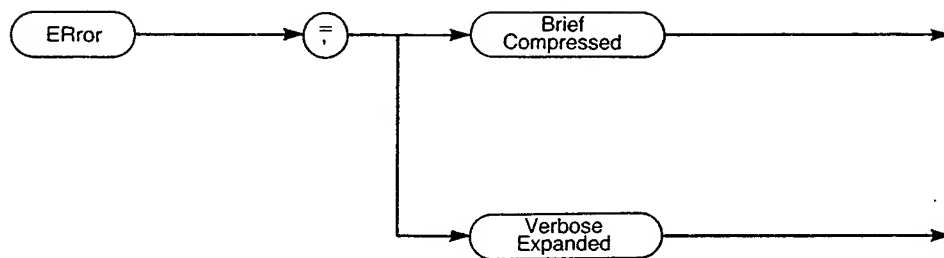 ERror
=
,
Brief
Compressed
Verbose
Expanded